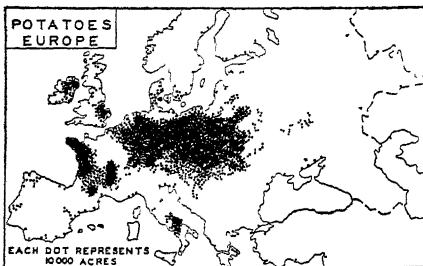 POTATOES
EUROPE
EACH DOT REPRESENTS
10000 ACRES